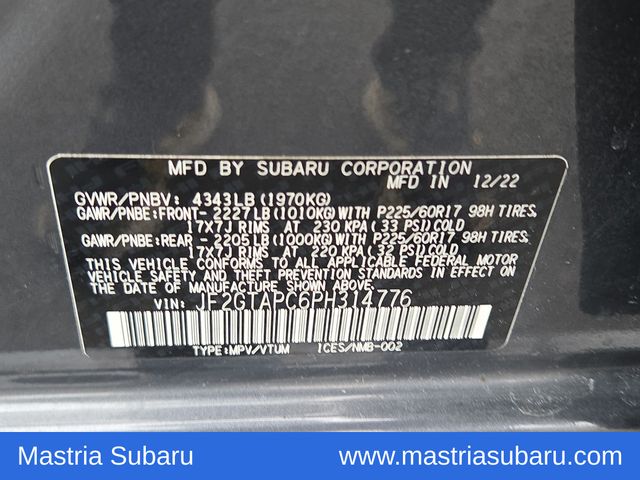 MFD BY SUBARU CORPORATION
MFD IN 12/22
GVWR/PNBV: 4343LB (1970KG)
GAWR/PNBE:FRONT-2227LB(1010KG)WITH P225/60R17 98H TIRES,
17X7J RIMS AT 230 KPA (33 PSI)COLD
GAWR/PNBE:REAR -2205LB(1000KG)WITH P225/60R17 98H TIRES,
17X7J RIMS AT 220 KPA (32 PSI)COLD
THIS VEHICLE CONFORMS TO ALL APPLICABLE FEDERAL MOTOR
VEHICLE SAFETY AND THEFT PREVENTION STANDARDS IN EFFECT ON
THE DATE OF MANUFACTURE SHOWN ABOVE.
VIN: JF2GTAPC6PH314776
TYPE:MPV/VTUM ICES/NMB-002
Mastria Subaru www.mastriasubaru.com